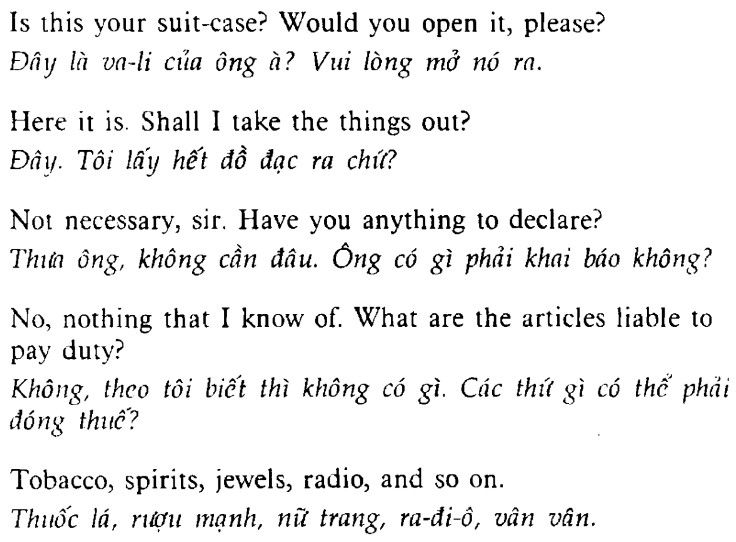 Is this your suit-case? Would you open it, please?
Đây là va-li của ông à? Vui lòng mở nó ra.
Here it is. Shall I take the things out?
Đây. Tôi lấy hết đồ đạc ra chứ?
Not necessary, sir. Have you anything to declare?
Thưa ông, không cần đâu. Ông có gì phải khai báo không?
No, nothing that I know of. What are the articles liable to
pay duty?
Không, theo tôi biết thì không có gì. Các thứ gì có thể phải
đóng thuế?
Tobacco, spirits, jewels, radio, and so on.
Thuốc lá, rượu mạnh, nữ trang, ra-đi-ô, vân vân.